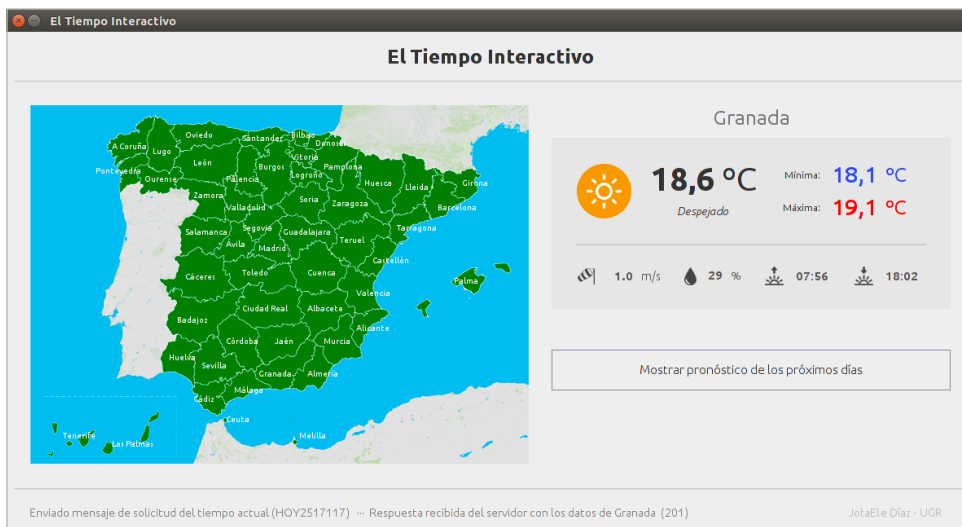 El Tiempo Interactivo
El Tiempo Interactivo
Granada
18,6 ºC
Despejado
Mínima: 18,1 ºC
Máxima: 19,1 ºC
1.0 m/s
29 %
07:56
18:02
Mostrar pronóstico de los próximos días
A Coruña
Lugo
Oviedo
Santander
Bilbao
Donosti
Pontevedra
Ourense
León
Palencia
Burgos
Vitoria
Logroño
Pamplona
Huesca
Lleida
Girona
Barcelona
Zamora
Valladolid
Soria
Zaragoza
Tarragona
Salamanca
Segovia
Ávila
Madrid
Guadalajara
Teruel
Castellón
Cáceres
Toledo
Cuenca
Valencia
Palma
Badajoz
Ciudad Real
Albacete
Alicante
Huelva
Sevilla
Córdoba
Jaén
Murcia
Cádiz
Málaga
Granada
Almería
Ceuta
Melilla
Tenerife
Las Palmas
Enviado mensaje de solicitud del tiempo actual (HOY2517117) ··· Respuesta recibida del servidor con los datos de Granada (201)
JotaEle Díaz - UGR